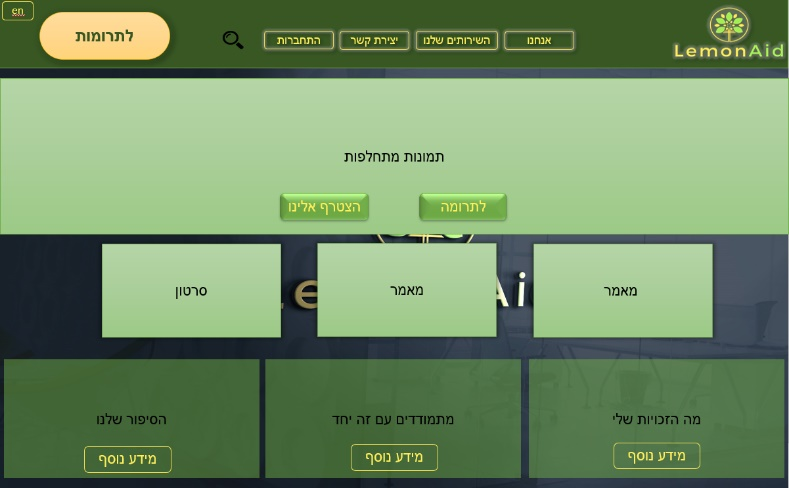 LemonAid
אנחנו
השירותים שלנו
יצירת קשר
התחברות
לתרומות
en
תמונות מתחלפות
לתרומה
הצטרף אלינו
מאמר
מאמר
סרטון
מה הזכויות שלי
מידע נוסף
מתמודדים עם זה יחד
מידע נוסף
הסיפור שלנו
מידע נוסף